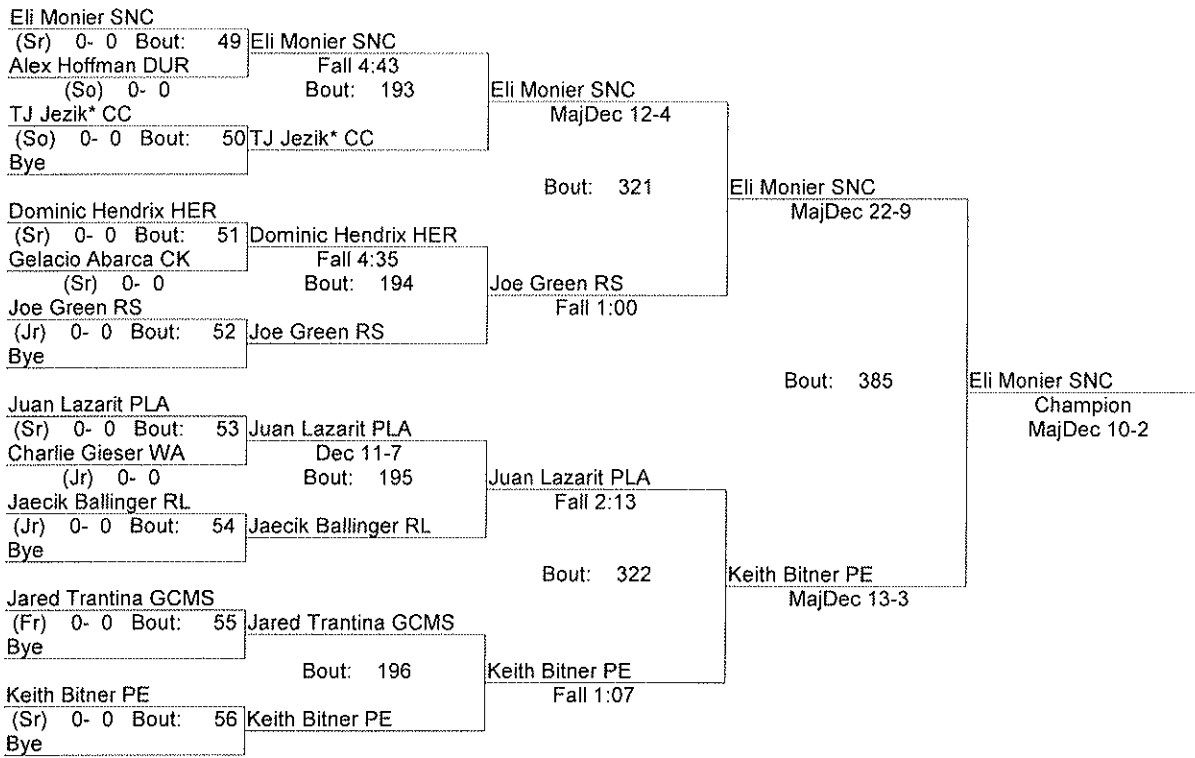 Eli Monier SNC
(Sr) 0- 0 Bout: 49 Eli Monier SNC
Alex Hoffman DUR Fall 4:43
(So) 0- 0 Bout: 193 Eli Monier SNC
TJ Jezik* CC MajDec 12-4
(So) 0- 0 Bout: 50 TJ Jezik* CC
Bye
Bout: 321 Eli Monier SNC
Dominic Hendrix HER MajDec 22-9
(Sr) 0- 0 Bout: 51 Dominic Hendrix HER
Gelacio Abarca CK Fall 4:35
(Sr) 0- 0 Bout: 194 Joe Green RS
Joe Green RS Fall 1:00
(Jr) 0- 0 Bout: 52 Joe Green RS
Bye
Bout: 385 Eli Monier SNC
Juan Lazarit PLA Champion
(Sr) 0- 0 Bout: 53 Juan Lazarit PLA MajDec 10-2
Charlie Gieser WA Dec 11-7
(Jr) 0- 0 Bout: 195 Juan Lazarit PLA
Jaecik Ballinger RL Fall 2:13
(Jr) 0- 0 Bout: 54 Jaecik Ballinger RL
Bye
Bout: 322 Keith Bitner PE
Jared Trantina GCMS MajDec 13-3
(Fr) 0- 0 Bout: 55 Jared Trantina GCMS
Bye
Bout: 196 Keith Bitner PE
Keith Bitner PE Fall 1:07
(Sr) 0- 0 Bout: 56 Keith Bitner PE
Bye